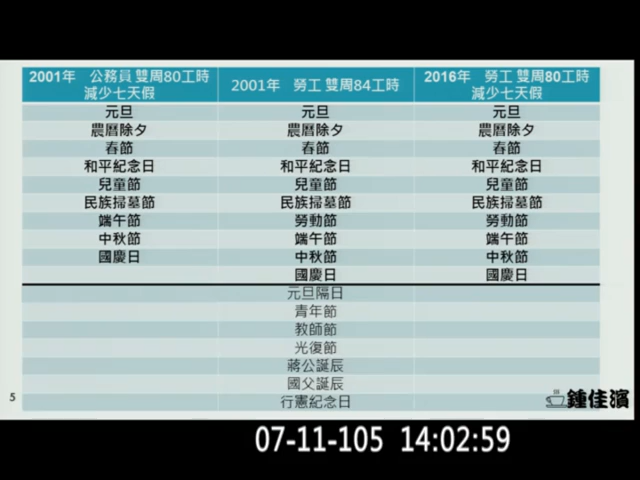 2001年 公務員 雙周80工時
減少七天假
2001年 勞工 雙周84工時
2016年 勞工 雙周80工時
減少七天假
元旦 元旦 元旦
農曆除夕 農曆除夕 農曆除夕
春節 春節 春節
和平紀念日 和平紀念日 和平紀念日
兒童節 兒童節 兒童節
民族掃墓節 民族掃墓節 民族掃墓節
端午節 勞動節 勞動節
中秋節 端午節 端午節
國慶日 中秋節 中秋節
國慶日 國慶日
元旦隔日
青年節
教師節
光復節
蔣公誕辰
國父誕辰
行憲紀念日
5
鍾佳濱
07-11-105 14:02:59